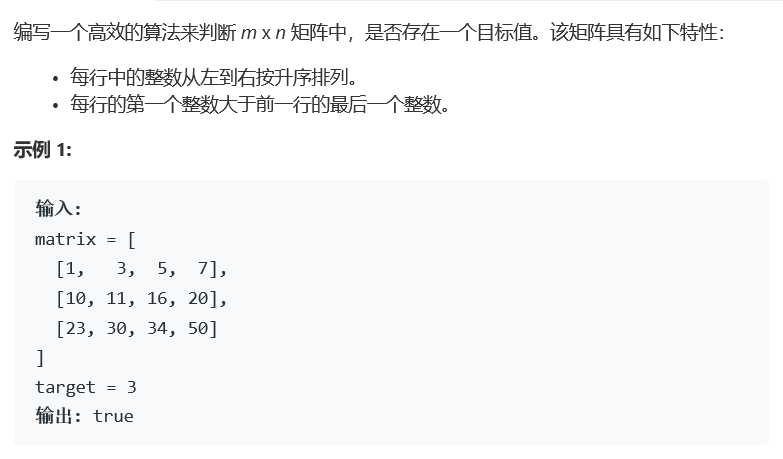 编写一个高效的算法来判断 m x n 矩阵中，是否存在一个目标值。该矩阵具有如下特性：
• 每行中的整数从左到右按升序排列。
• 每行的第一个整数大于前一行的最后一个整数。
示例 1:
输入:
matrix = [
  [1,   3,  5,  7],
  [10, 11, 16, 20],
  [23, 30, 34, 50]
]
target = 3
输出: true